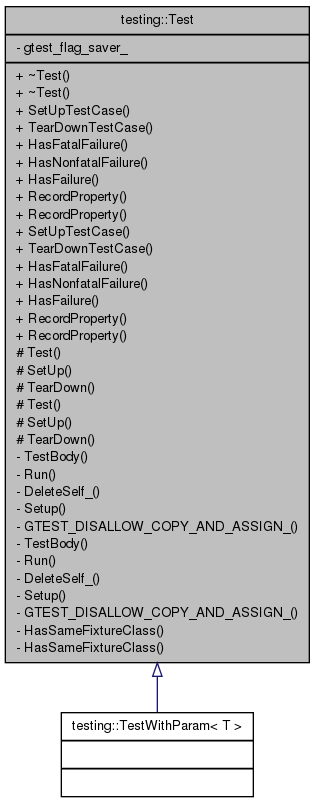 testing::Test
- gtest_flag_saver_
+ ~Test()
+ ~Test()
+ SetUpTestCase()
+ TearDownTestCase()
+ HasFatalFailure()
+ HasNonfatalFailure()
+ HasFailure()
+ RecordProperty()
+ RecordProperty()
+ SetUpTestCase()
+ TearDownTestCase()
+ HasFatalFailure()
+ HasNonfatalFailure()
+ HasFailure()
+ RecordProperty()
+ RecordProperty()
# Test()
# SetUp()
# TearDown()
# Test()
# SetUp()
# TearDown()
- TestBody()
- Run()
- DeleteSelf_()
- Setup()
- GTEST_DISALLOW_COPY_AND_ASSIGN_()
- TestBody()
- Run()
- DeleteSelf_()
- Setup()
- GTEST_DISALLOW_COPY_AND_ASSIGN_()
- HasSameFixtureClass()
- HasSameFixtureClass()
testing::TestWithParam< T >